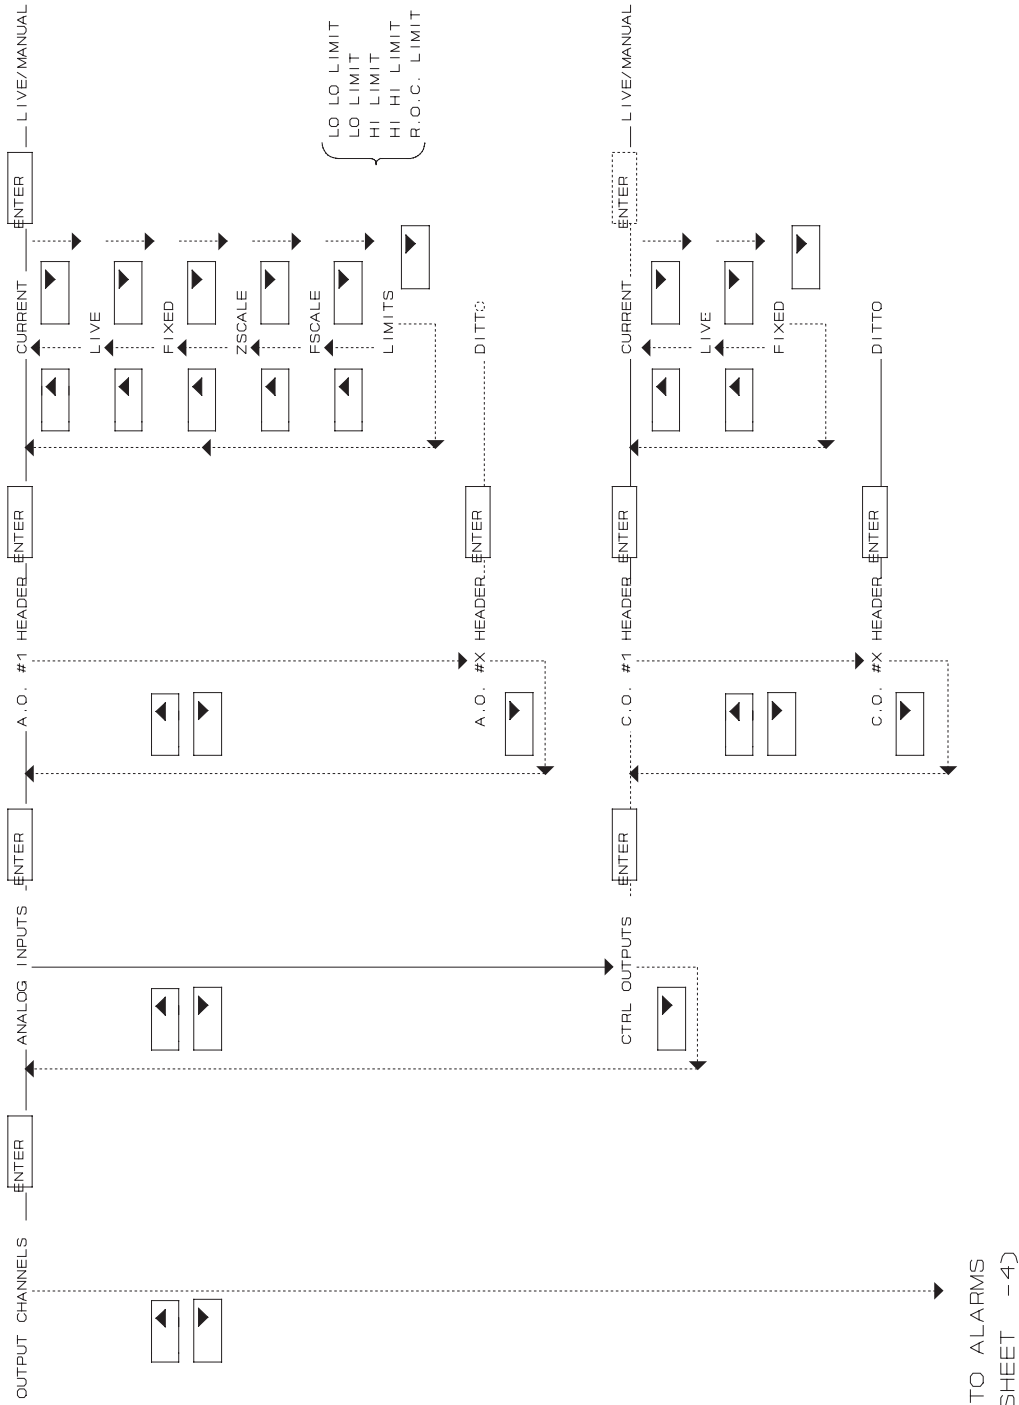 OUTPUT CHANNELS
ENTER
ANALOG INPUTS
ENTER
A.O. #1 HEADER
ENTER
CURRENT
ENTER
LIVE/MANUAL
LIVE
FIXED
ZSCALE
FSCALE
LIMITS
LO LO LIMIT
LO LIMIT
HI LIMIT
HI HI LIMIT
R.O.C. LIMIT
A.O. #X HEADER
ENTER
DITTO
CTRL OUTPUTS
ENTER
C.O. #1 HEADER
ENTER
CURRENT
ENTER
LIVE/MANUAL
LIVE
FIXED
C.O. #X HEADER
ENTER
DITTO
TO ALARMS
SHEET -4)